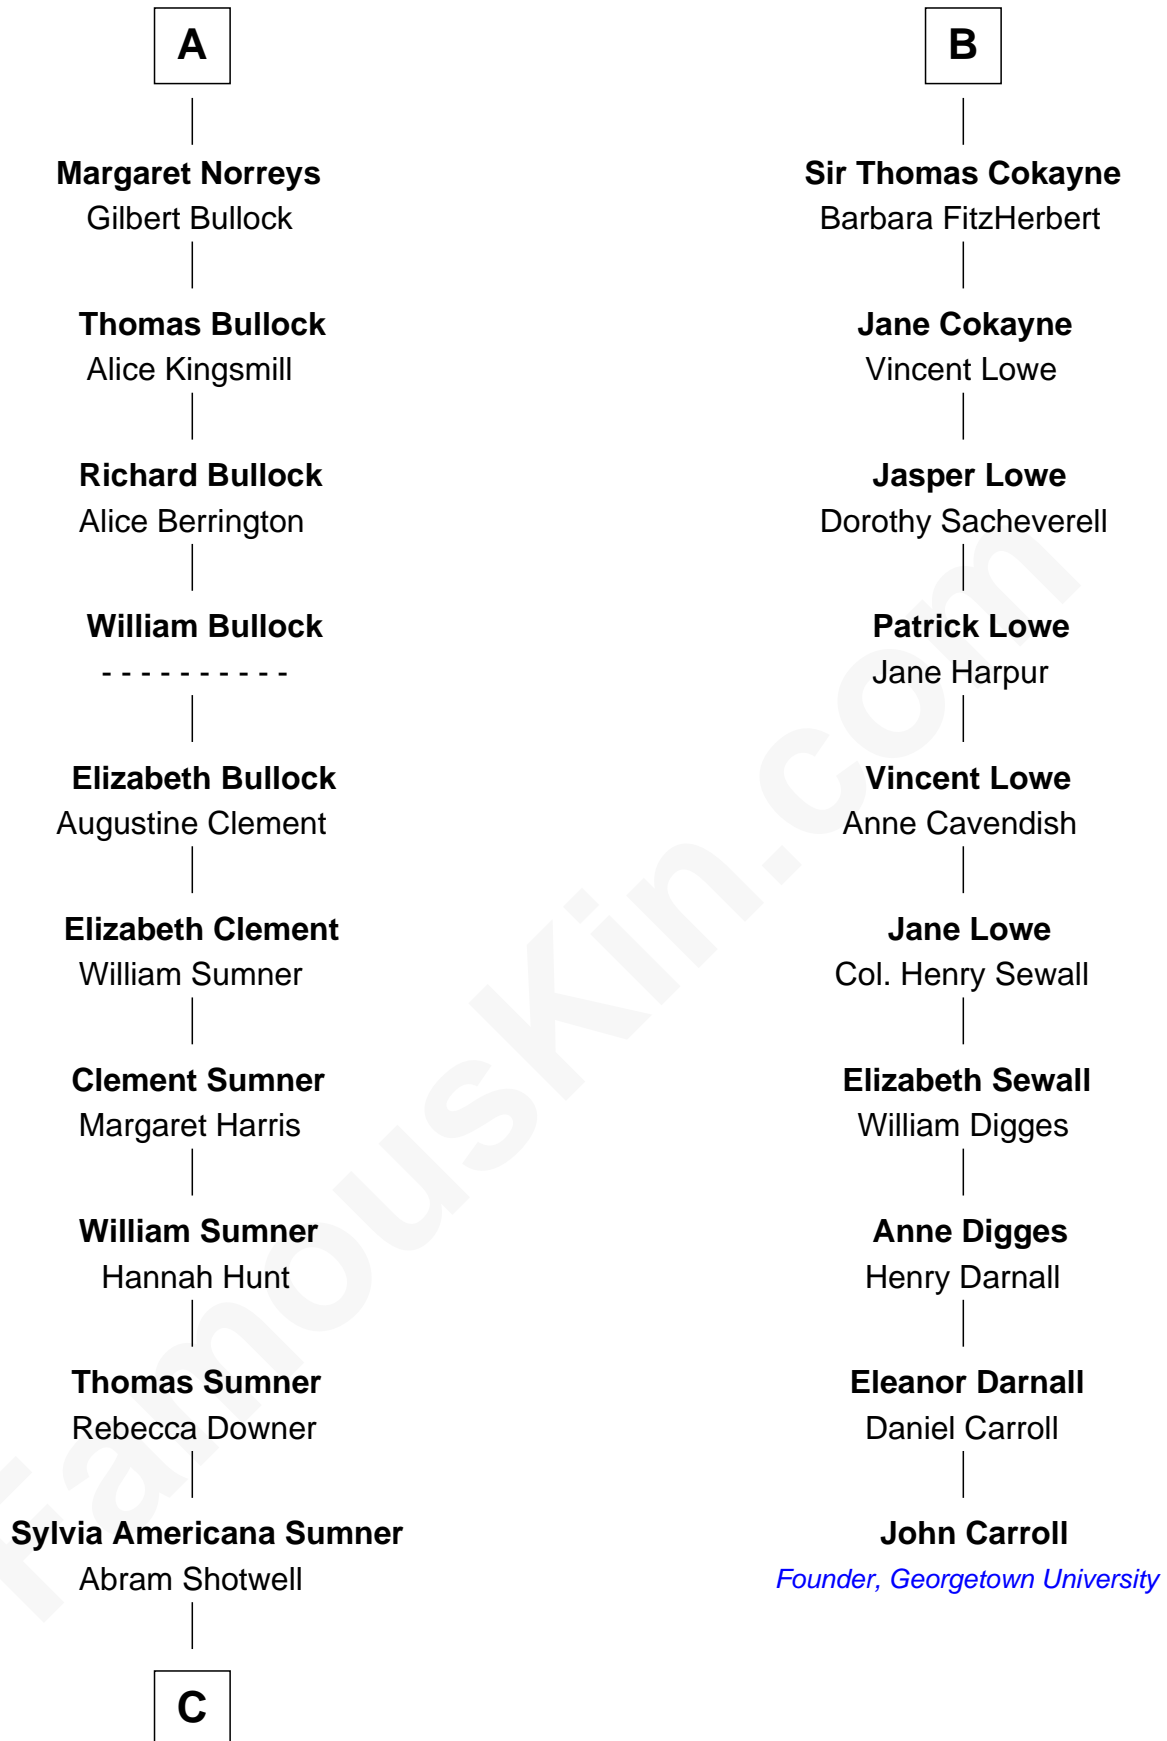 A
Margaret Norreys
Gilbert Bullock
Thomas Bullock
Alice Kingsmill
Richard Bullock
Alice Berrington
William Bullock
- - - - - - - - - -
Elizabeth Bullock
Augustine Clement
Elizabeth Clement
William Sumner
Clement Sumner
Margaret Harris
William Sumner
Hannah Hunt
Thomas Sumner
Rebecca Downer
Sylvia Americana Sumner
Abram Shotwell
C
B
Sir Thomas Cokayne
Barbara FitzHerbert
Jane Cokayne
Vincent Lowe
Jasper Lowe
Dorothy Sacheverell
Patrick Lowe
Jane Harpur
Vincent Lowe
Anne Cavendish
Jane Lowe
Col. Henry Sewall
Elizabeth Sewall
William Digges
Anne Digges
Henry Darnall
Eleanor Darnall
Daniel Carroll
John Carroll
Founder, Georgetown University
FamousKin.com